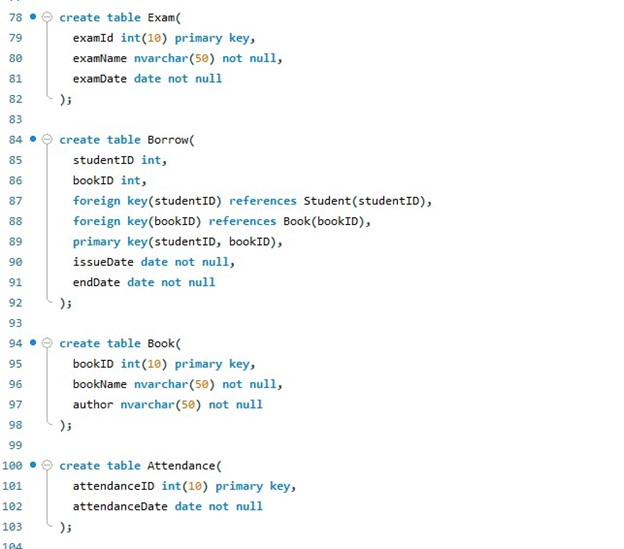 78 create table Exam(
79 examId int(10) primary key,
80 examName nvarchar(50) not null,
81 examDate date not null
82 );
83
84 create table Borrow(
85 studentID int,
86 bookID int,
87 foreign key(studentID) references Student(studentID),
88 foreign key(bookID) references Book(bookID),
89 primary key(studentID, bookID),
90 issueDate date not null,
91 endDate date not null
92 );
93
94 create table Book(
95 bookID int(10) primary key,
96 bookName nvarchar(50) not null,
97 author nvarchar(50) not null
98 );
99
100 create table Attendance(
101 attendanceID int(10) primary key,
102 attendanceDate date not null
103 );
104